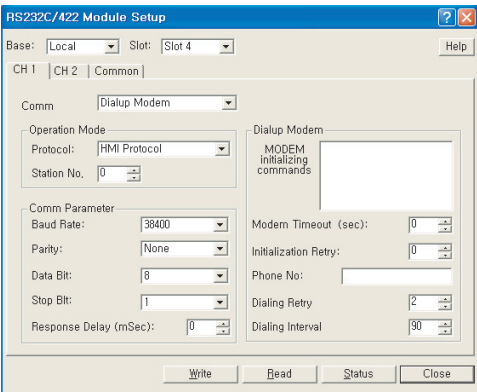 RS232C/422 Module Setup
Base: Local Slot: Slot 4 Help
CH 1 CH 2 Common
Comm Dialup Modem
Operation Mode
Protocol: HMI Protocol
Station No. 0
Comm Parameter
Baud Rate: 38400
Parity: None
Data Bit: 8
Stop BIt: 1
Response Delay (mSec): 0
Dialup Modem
MODEM
initializing
commands
Modem Timeout (sec): 0
Initialization Retry: 0
Phone No:
Dialing Retry 2
Dialing Interval 90
Write Read Status Close